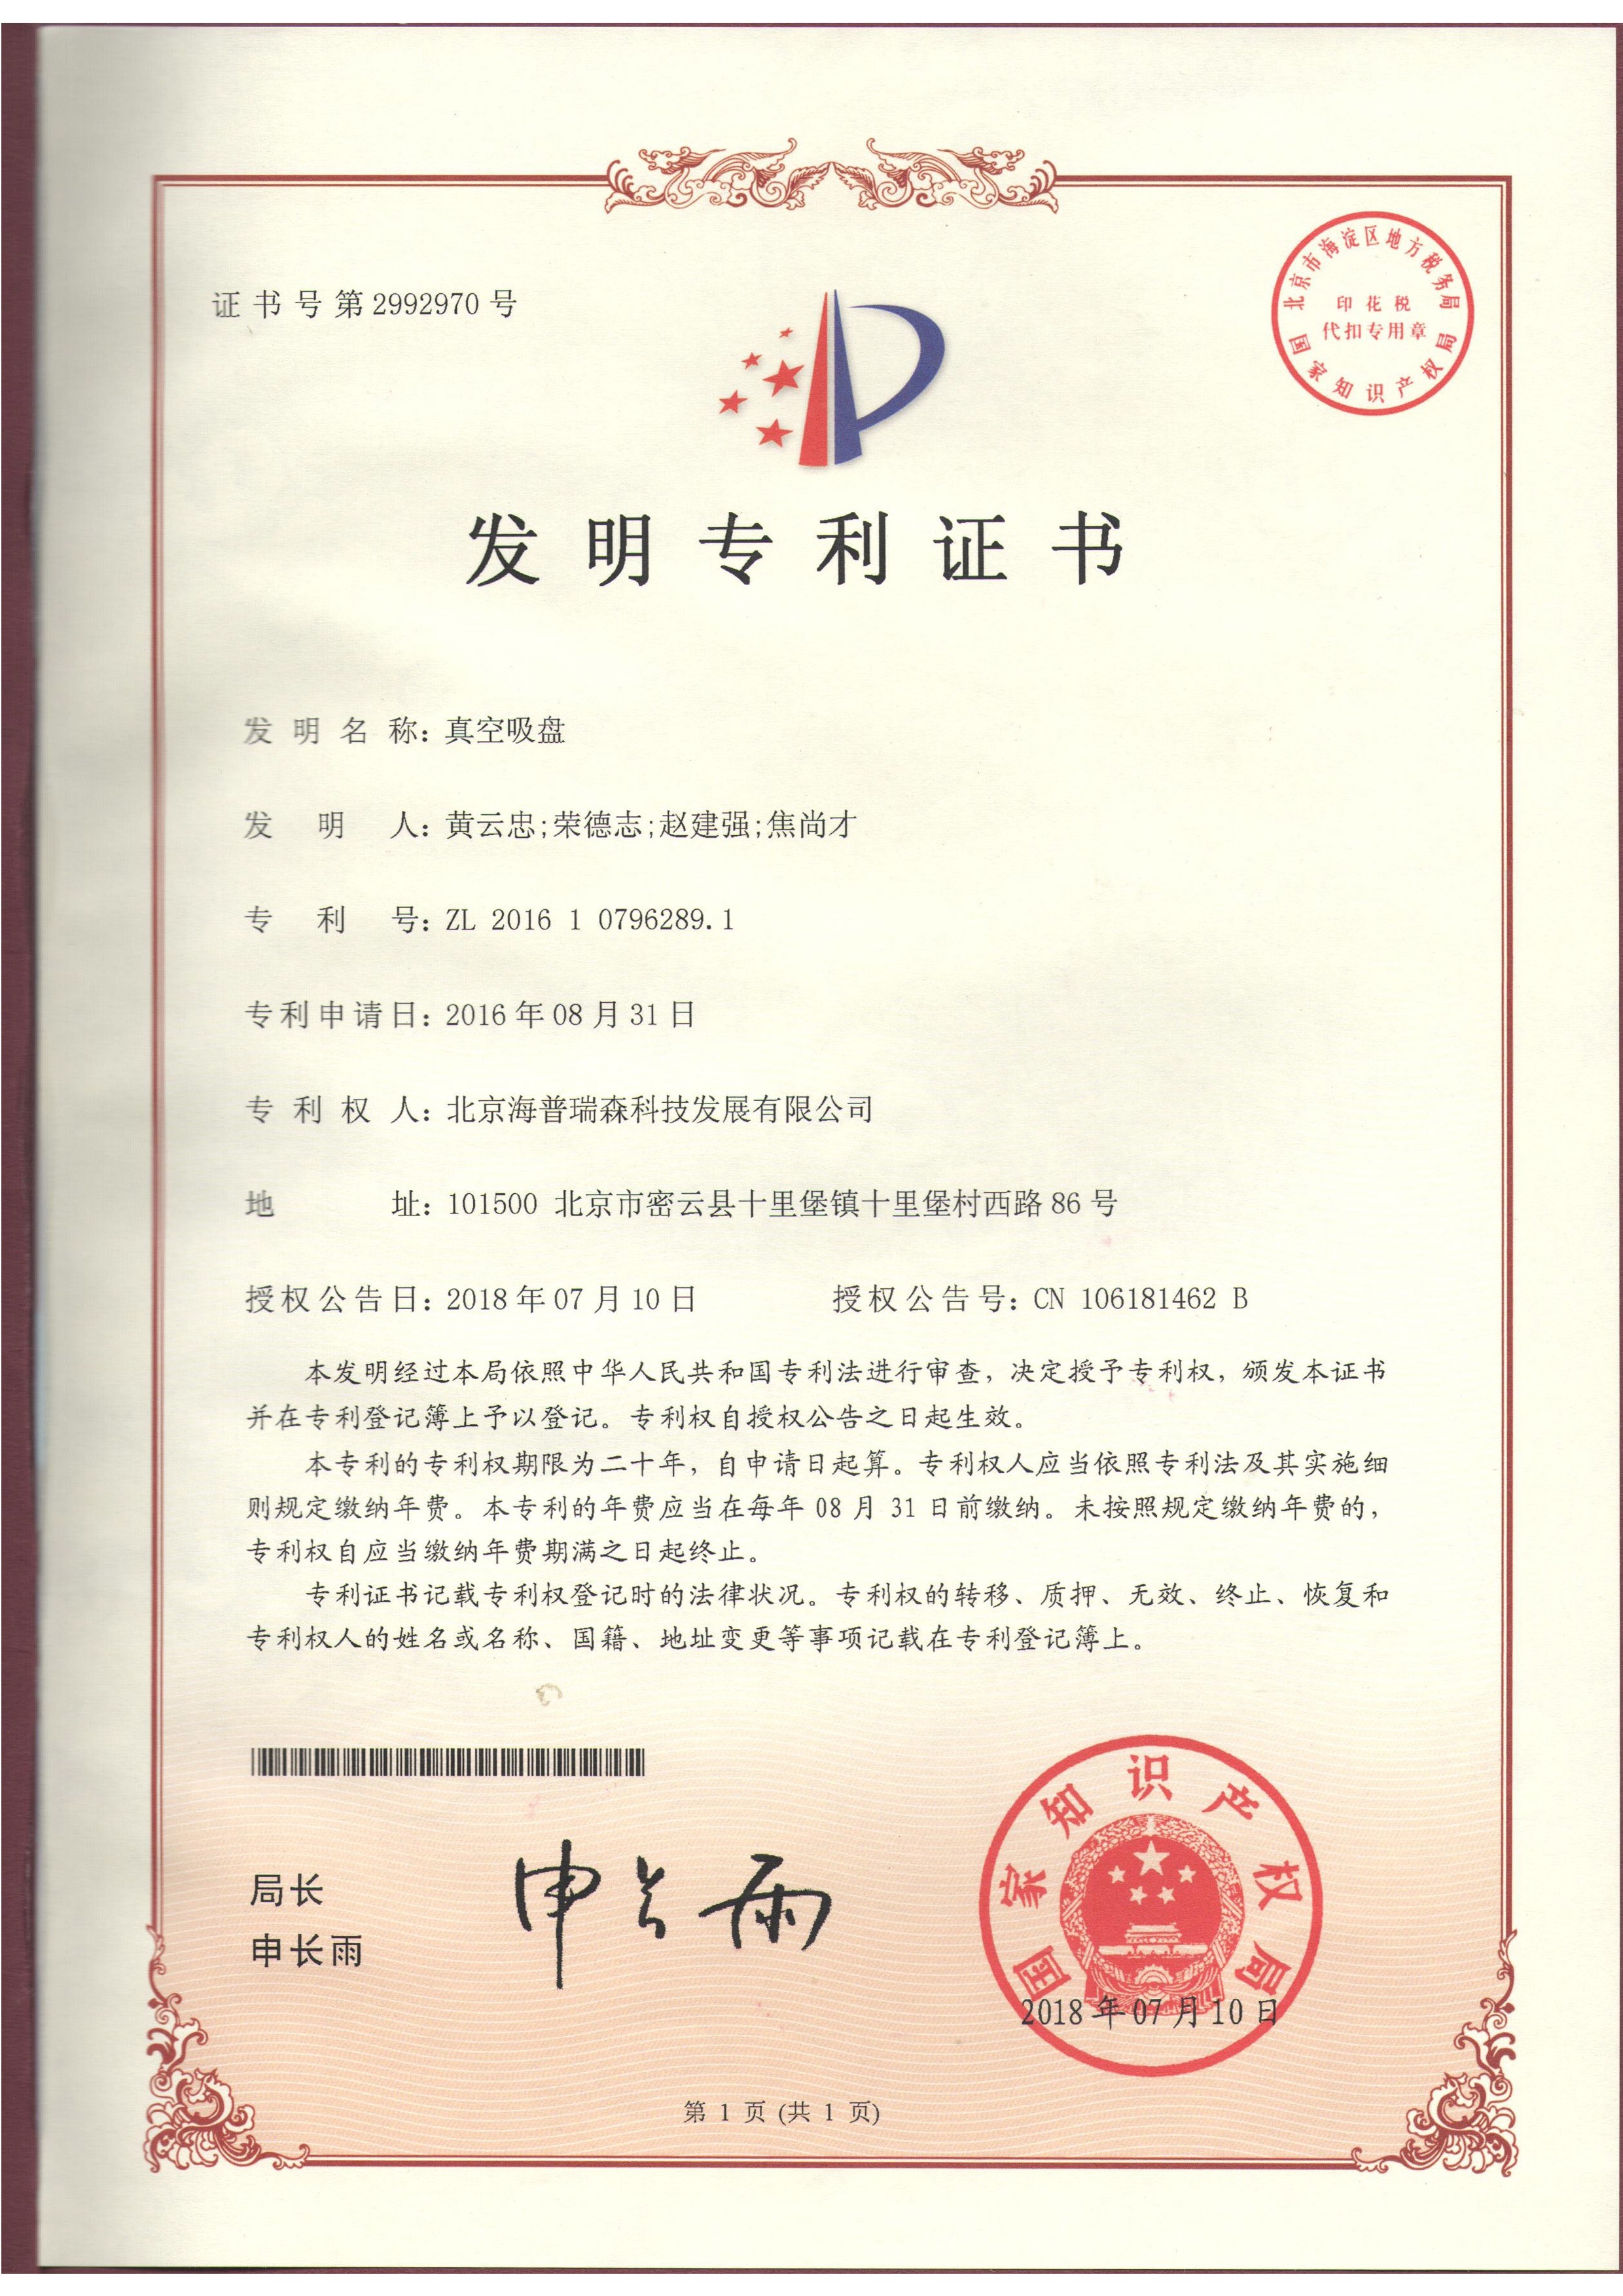 证书号第2992970号
北京市海淀区地方税务局
印花税
代扣专用章
国家知识产权局
发明专利证书
发明名称：真空吸盘
发明人：黄云忠;荣德志;赵建强;焦尚才
专利号：ZL 2016 1 0796289.1
专利申请日：2016年08月31日
专利权人：北京海普瑞森科技发展有限公司
地址：101500 北京市密云县十里堡镇十里堡村西路86号
授权公告日：2018年07月10日 授权公告号：CN 106181462 B
本发明经过本局依照中华人民共和国专利法进行审查，决定授予专利权，颁发本证书
并在专利登记簿上予以登记。专利权自授权公告之日起生效。
本专利的专利权期限为二十年，自申请日起算。专利权人应当依照专利法及其实施细
则规定缴纳年费。本专利的年费应当在每年 08 月 31 日前缴纳。未按照规定缴纳年费的，
专利权自应当缴纳年费期满之日起终止。
专利证书记载专利权登记时的法律状况。专利权的转移、质押、无效、终止、恢复和
专利权人的姓名或名称、国籍、地址变更等事项记载在专利登记簿上。
局长
申长雨
申长雨
国家知识产权局
2018年07月10日
第 1 页 (共 1 页)